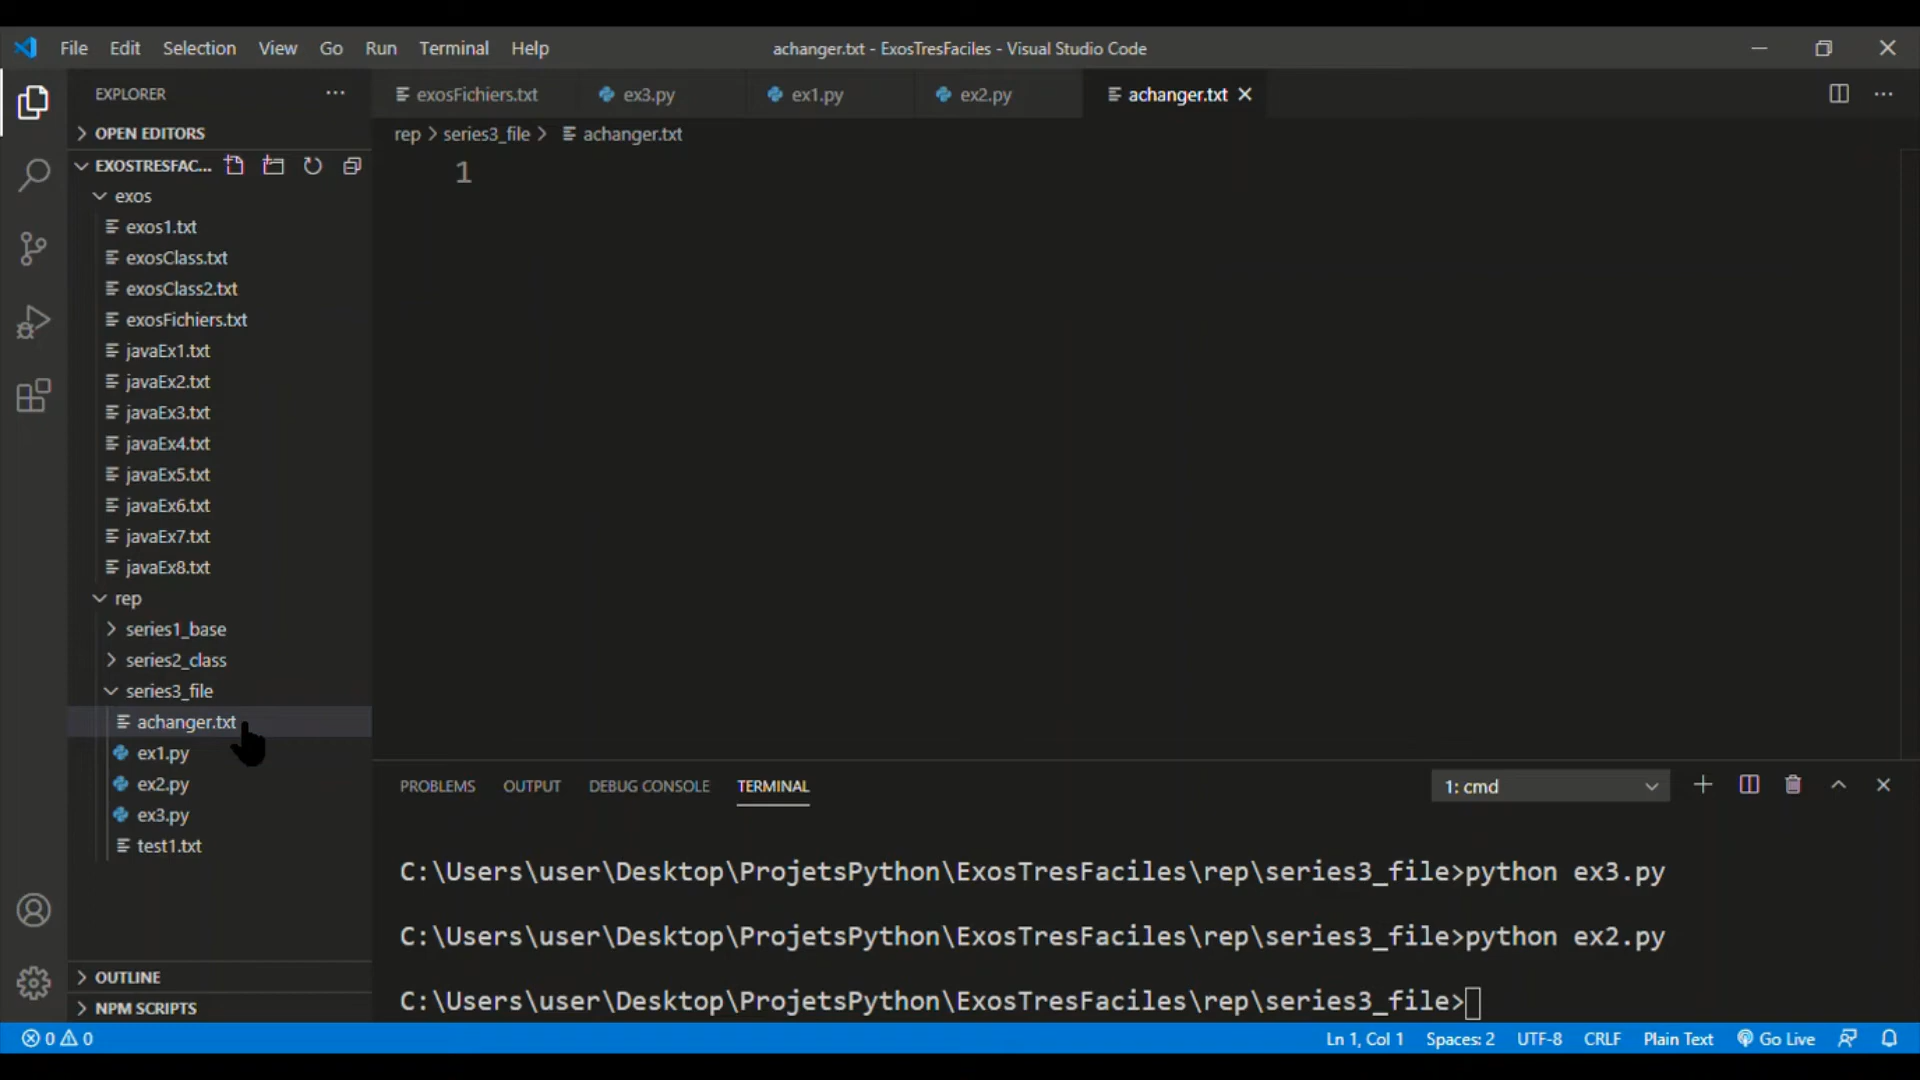 File Edit Selection View Go Run Terminal Help
achanger.txt - ExosTresFaciles - Visual Studio Code
EXPLORER
OPEN EDITORS
EXOSTRESFAC...
exos
exos1.txt
exosClass.txt
exosClass2.txt
exosFichiers.txt
javaEx1.txt
javaEx2.txt
javaEx3.txt
javaEx4.txt
javaEx5.txt
javaEx6.txt
javaEx7.txt
javaEx8.txt
rep
series1_base
series2_class
series3_file
achanger.txt
ex1.py
ex2.py
ex3.py
test1.txt
OUTLINE
NPM SCRIPTS
exosFichiers.txt ex3.py ex1.py ex2.py achanger.txt
rep > series3_file > achanger.txt
1
PROBLEMS OUTPUT DEBUG CONSOLE TERMINAL
1: cmd
C:\Users\user\Desktop\ProjetsPython\ExosTresFaciles\rep\series3_file>python ex3.py
C:\Users\user\Desktop\ProjetsPython\ExosTresFaciles\rep\series3_file>python ex2.py
C:\Users\user\Desktop\ProjetsPython\ExosTresFaciles\rep\series3_file>
0 0
Ln 1, Col 1 Spaces: 2 UTF-8 CRLF Plain Text Go Live